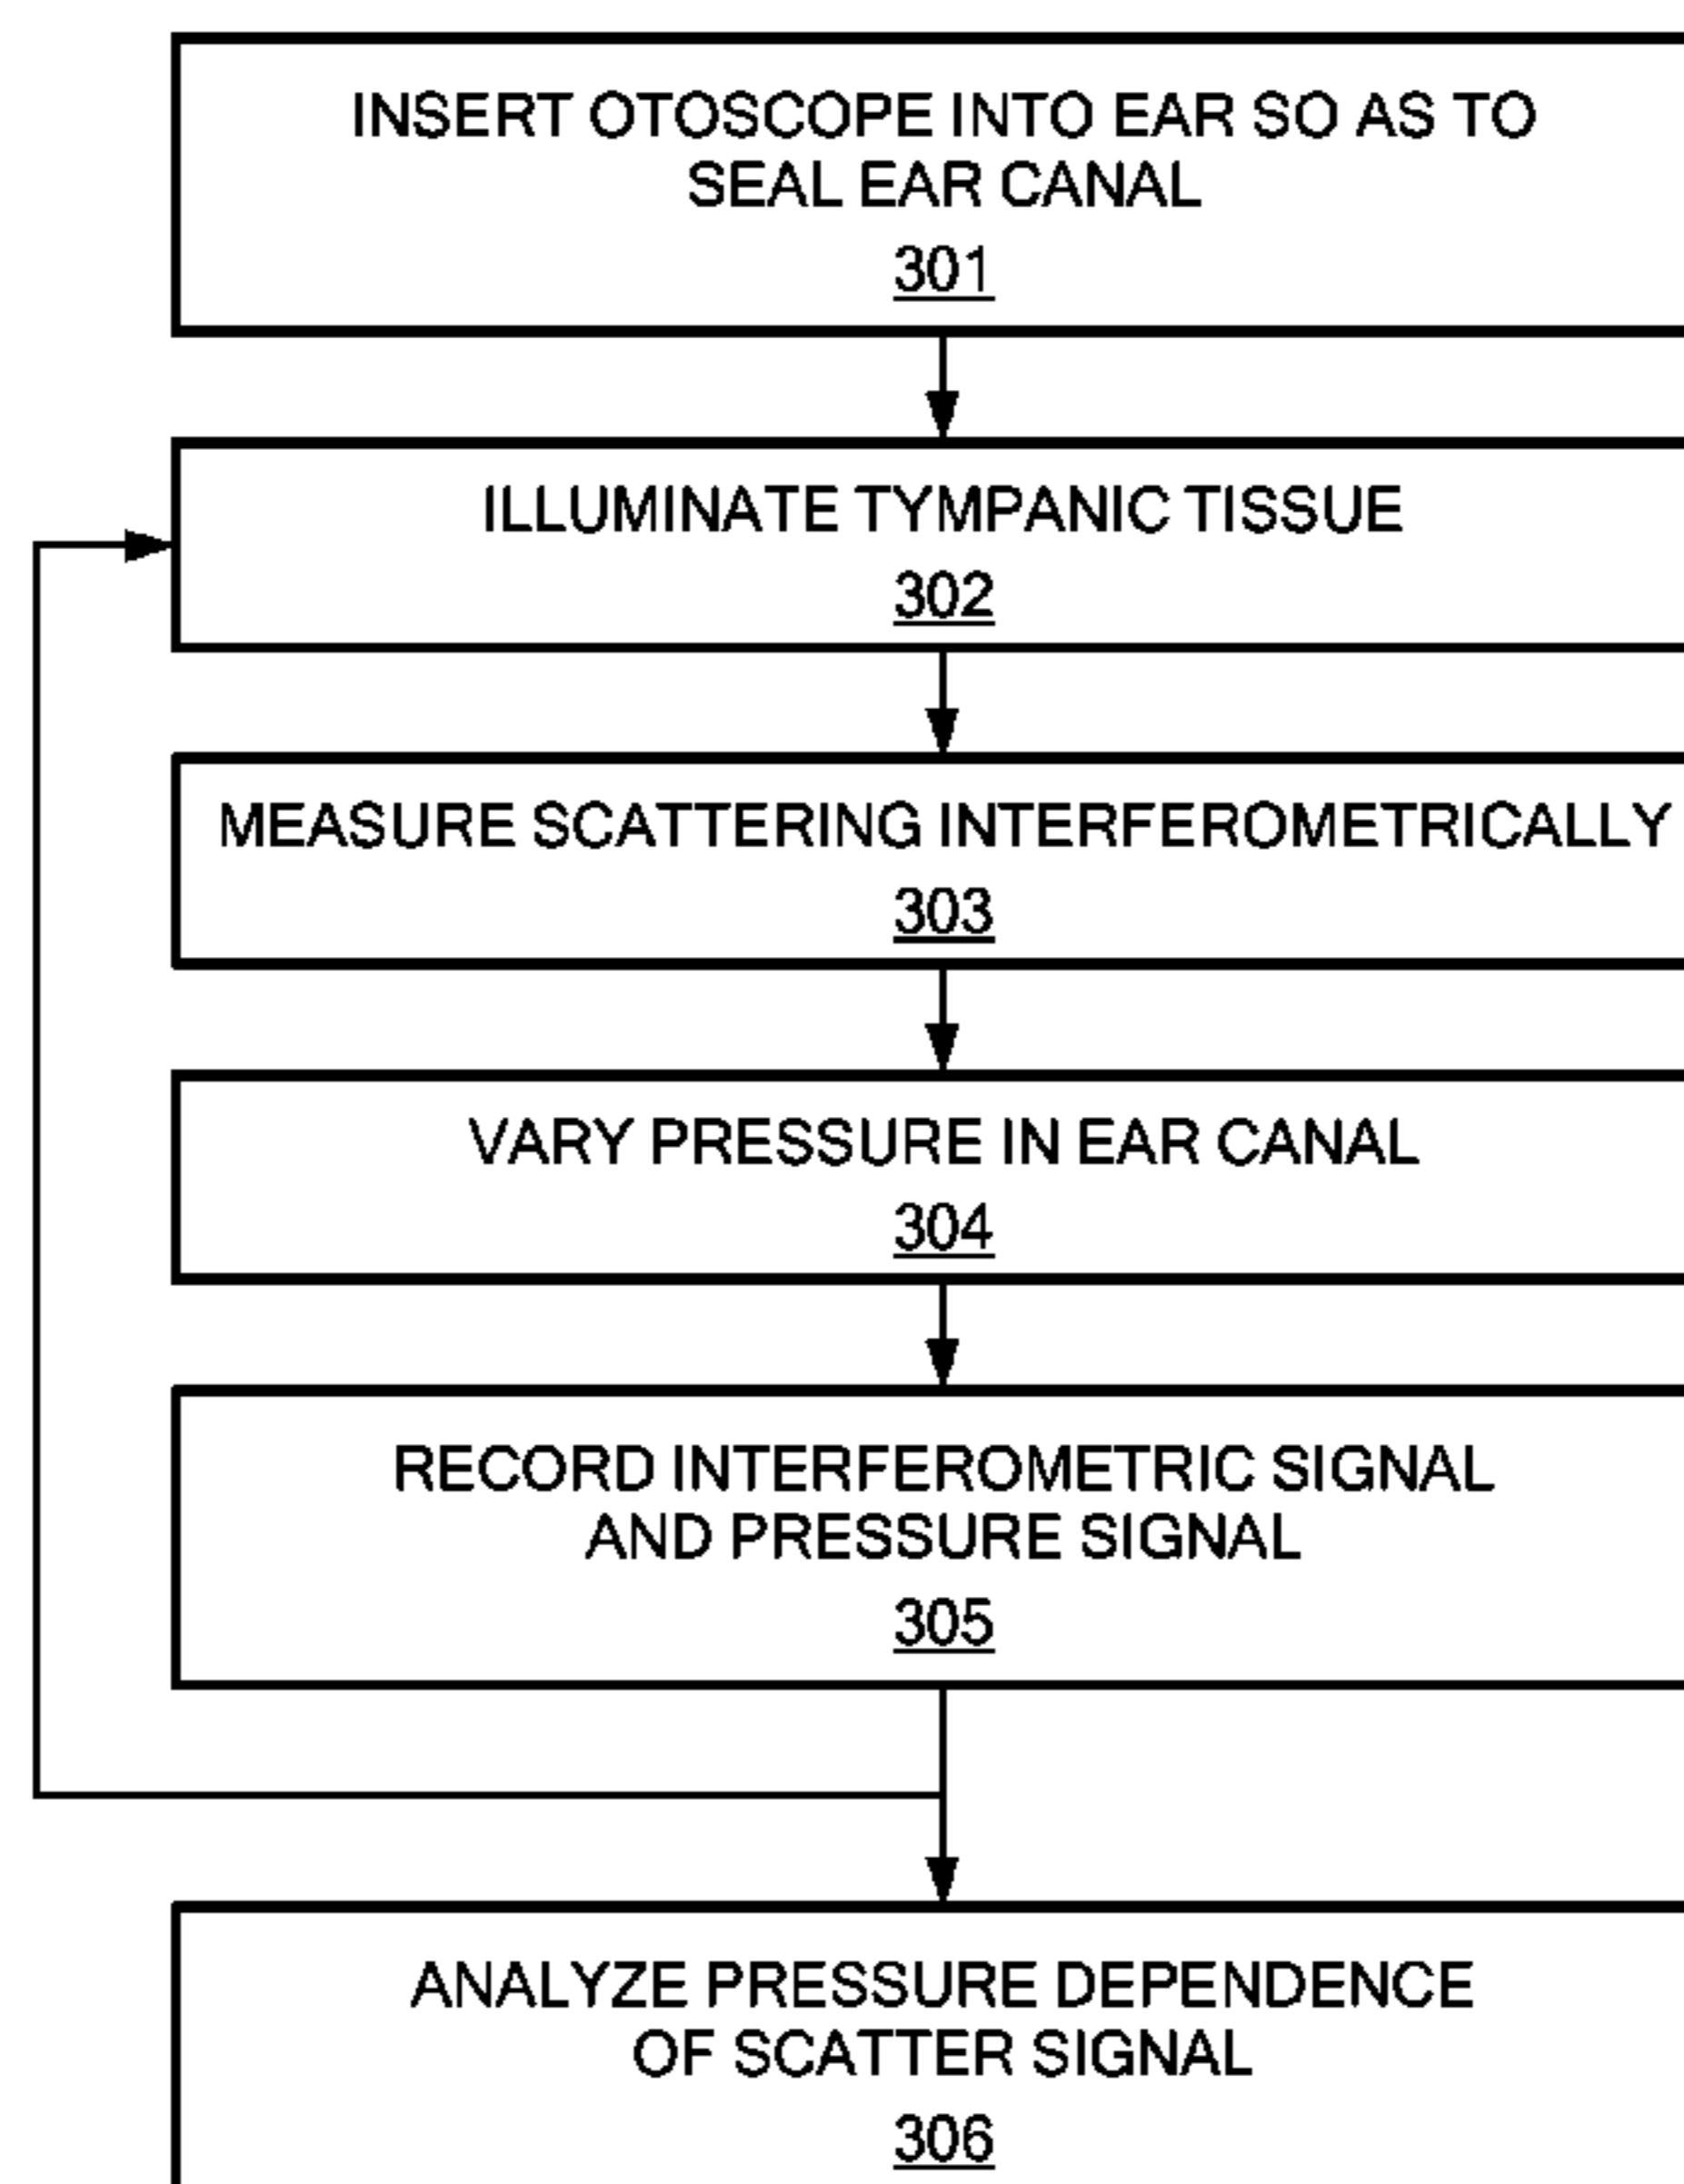 INSERT OTOSCOPE INTO EAR SO AS TO
SEAL EAR CANAL
301
ILLUMINATE TYMPANIC TISSUE
302
MEASURE SCATTERING INTERFEROMETRICALLY
303
VARY PRESSURE IN EAR CANAL
304
RECORD INTERFEROMETRIC SIGNAL
AND PRESSURE SIGNAL
305
ANALYZE PRESSURE DEPENDENCE
OF SCATTER SIGNAL
306